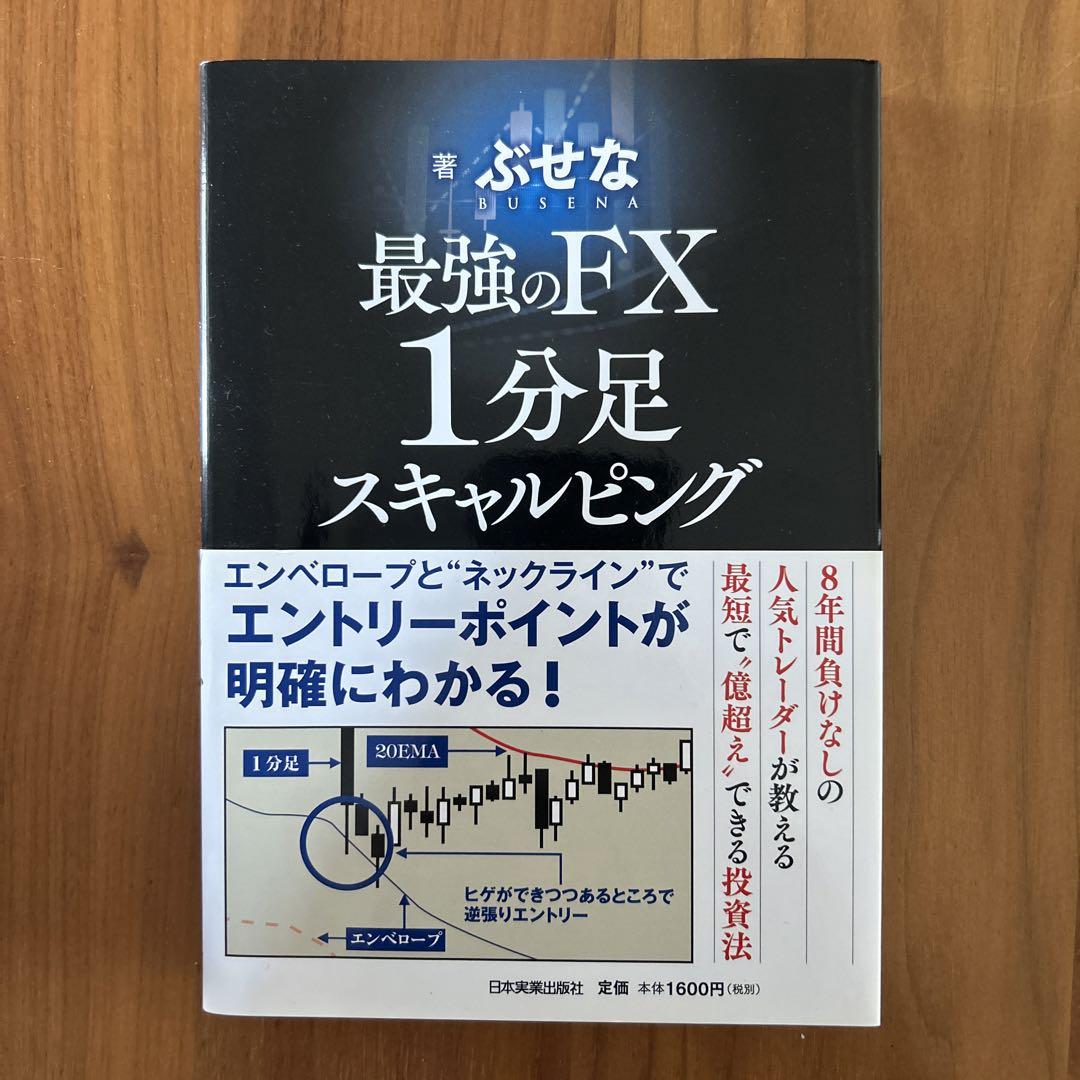 著 ぶせな
BUSENA
最強のFX
1分足
スキャルピング
エンベロープと“ネックライン”で
エントリーポイントが
明確にわかる!
8年間負けなしの
人気トレーダーが教える
最短で〝億超え〟できる投資法
1分足
20EMA
ヒゲができつつあるところで
逆張りエントリー
エンベロープ
日本実業出版社 定価 本体1600円(税別)